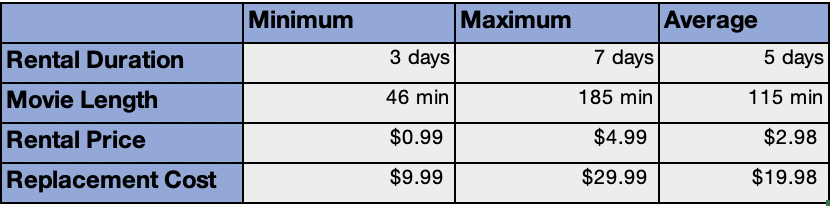 Minimum Maximum Average
Rental Duration 3 days 7 days 5 days
Movie Length 46 min 185 min 115 min
Rental Price $0.99 $4.99 $2.98
Replacement Cost $9.99 $29.99 $19.98